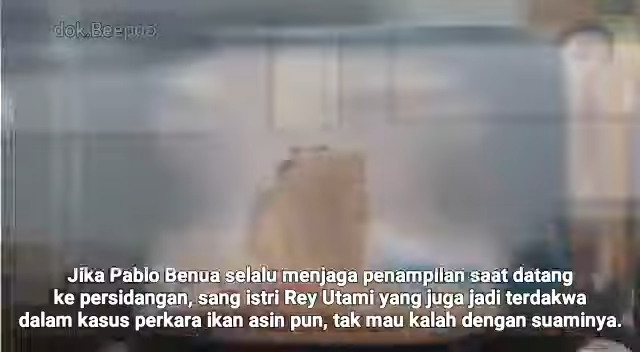 dok.Beepdo
Jika Pablo Benua selalu menjaga penampilan saat datang
ke persidangan, sang istri Rey Utami yang juga jadi terdakwa
dalam kasus perkara ikan asin pun, tak mau kalah dengan suaminya.